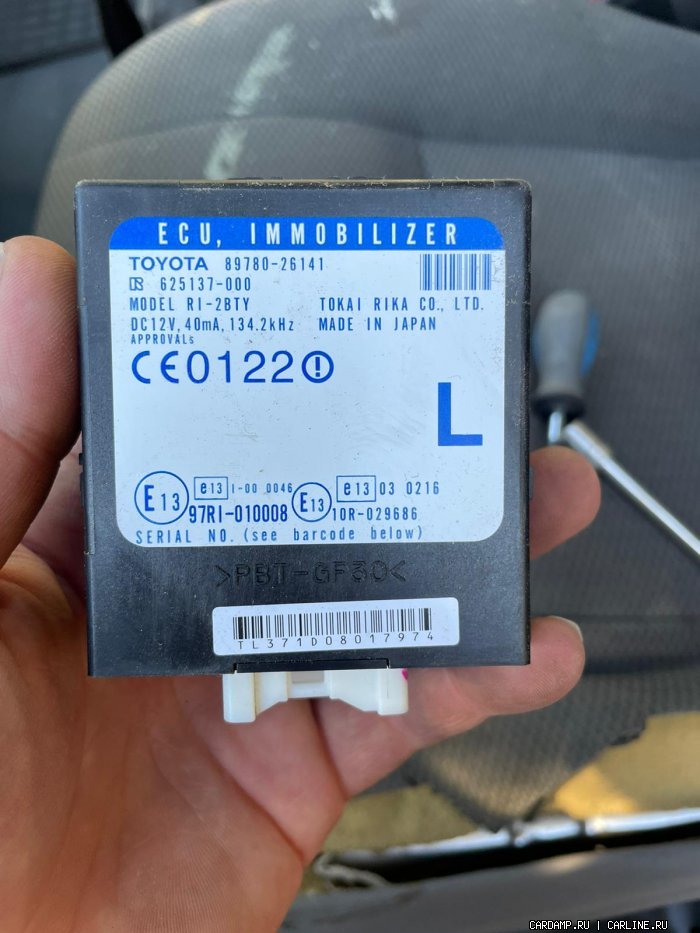 ECU, IMMOBILIZER
TOYOTA 89780-26141
625137-000
MODEL RI-2BTY TOKAI RIKA CO., LTD.
DC12V, 40mA, 134.2kHz MADE IN JAPAN
APPROVALs
CE0122
L
E13 e13 I-00 0046 E13 e13 03 0216
97RI-010008 10R-029686
SERIAL NO. (see barcode below)
>PBT-GF30<
TL371D08017974
CARDAMP.RU | CARLINE.RU